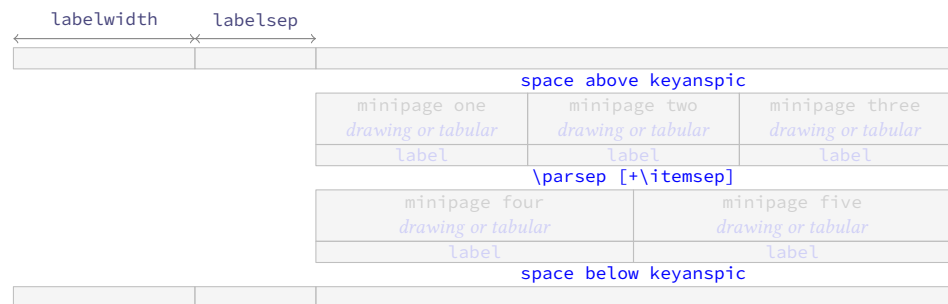 labelwidth labelsep
space above keyanspic
minipage one minipage two minipage three
drawing or tabular drawing or tabular drawing or tabular
label label label
\parsep [+\itemsep]
minipage four minipage five
drawing or tabular drawing or tabular
label label
space below keyanspic